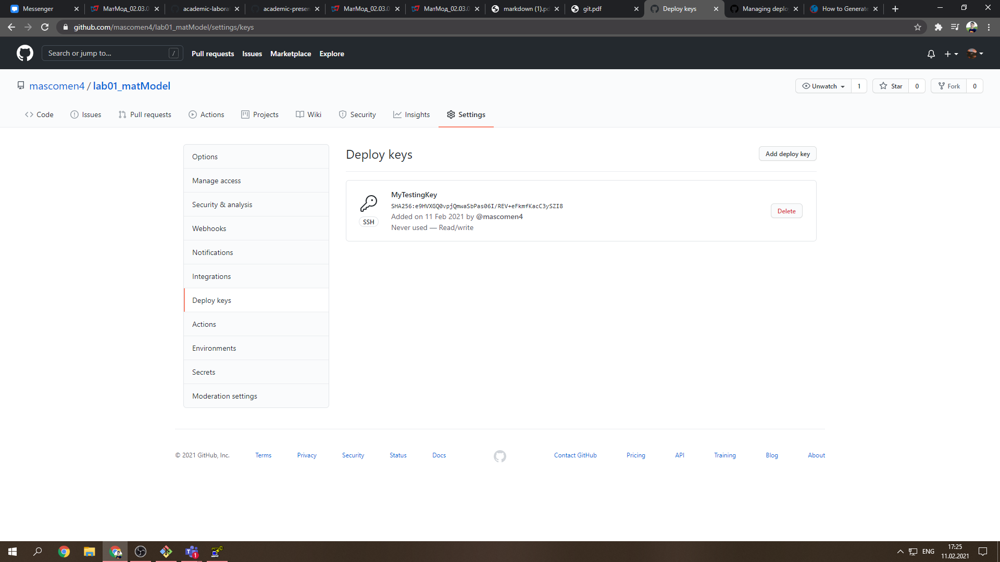 Messenger
МатМод_02.03.0
academic-labora
academic-presen
МатМод_02.03.0
МатМод_02.03.0
markdown (1).pd
git.pdf
Deploy keys
Managing deplo
How to Generate
github.com/mascomen4/lab01_matModel/settings/keys
Search or jump to...
/
Pull requests
Issues
Marketplace
Explore
mascomen4 / lab01_matModel
Unwatch
1
Star
0
Fork
0
Code
Issues
Pull requests
Actions
Projects
Wiki
Security
Insights
Settings
Options
Manage access
Security & analysis
Webhooks
Notifications
Integrations
Deploy keys
Actions
Environments
Secrets
Moderation settings
Deploy keys
Add deploy key
MyTestingKey
SHA256:e9HVXGQ0vpjQmwaSbPas06I/REV+eFkmfKacC3ySZI8
Added on 11 Feb 2021 by @mascomen4
Never used — Read/write
SSH
Delete
© 2021 GitHub, Inc.
Terms
Privacy
Security
Status
Docs
Contact GitHub
Pricing
API
Training
Blog
About
1
ENG
17:25
11.02.2021